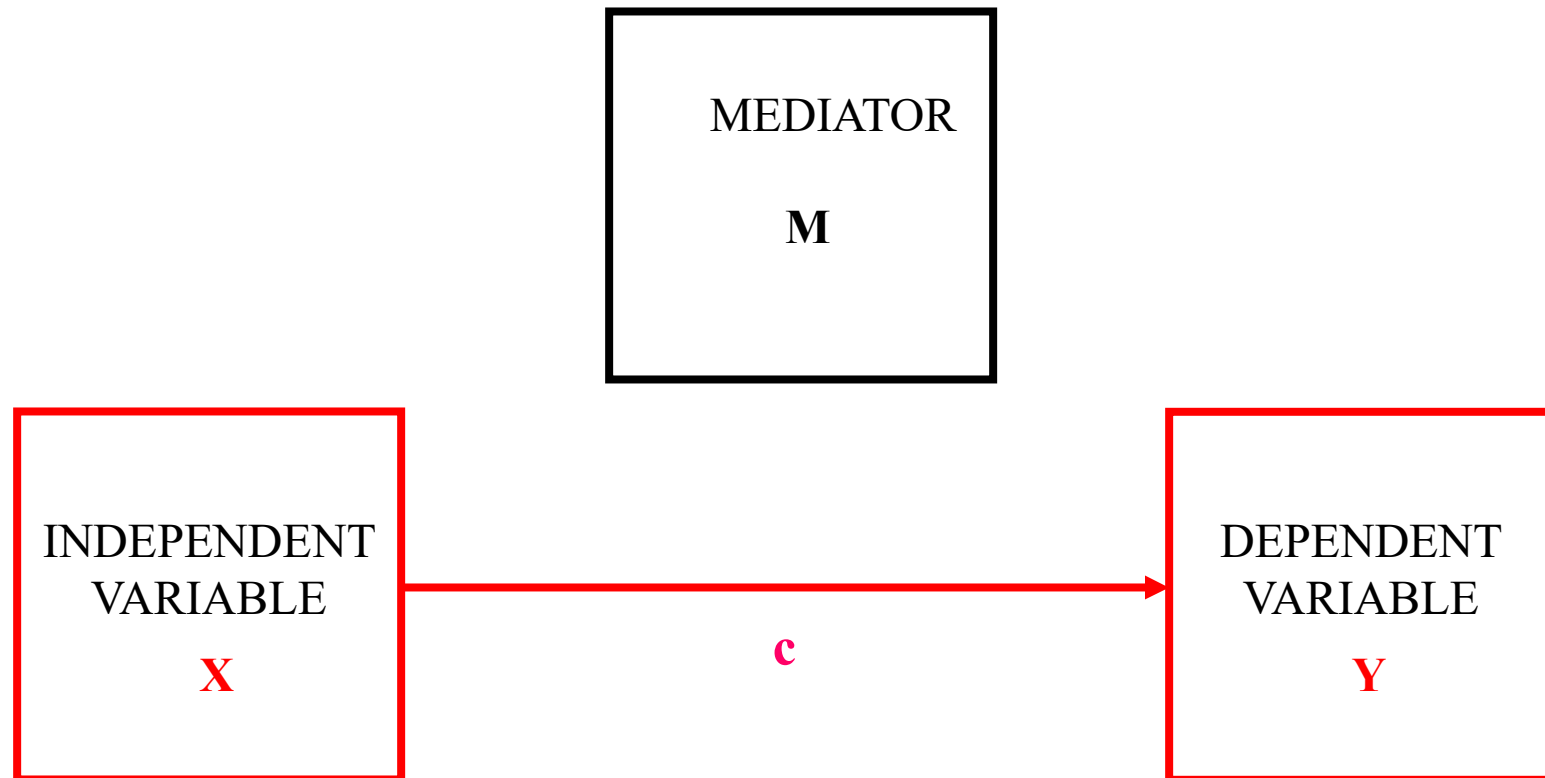 MEDIATOR
M
INDEPENDENT
VARIABLE
X
c
DEPENDENT
VARIABLE
Y